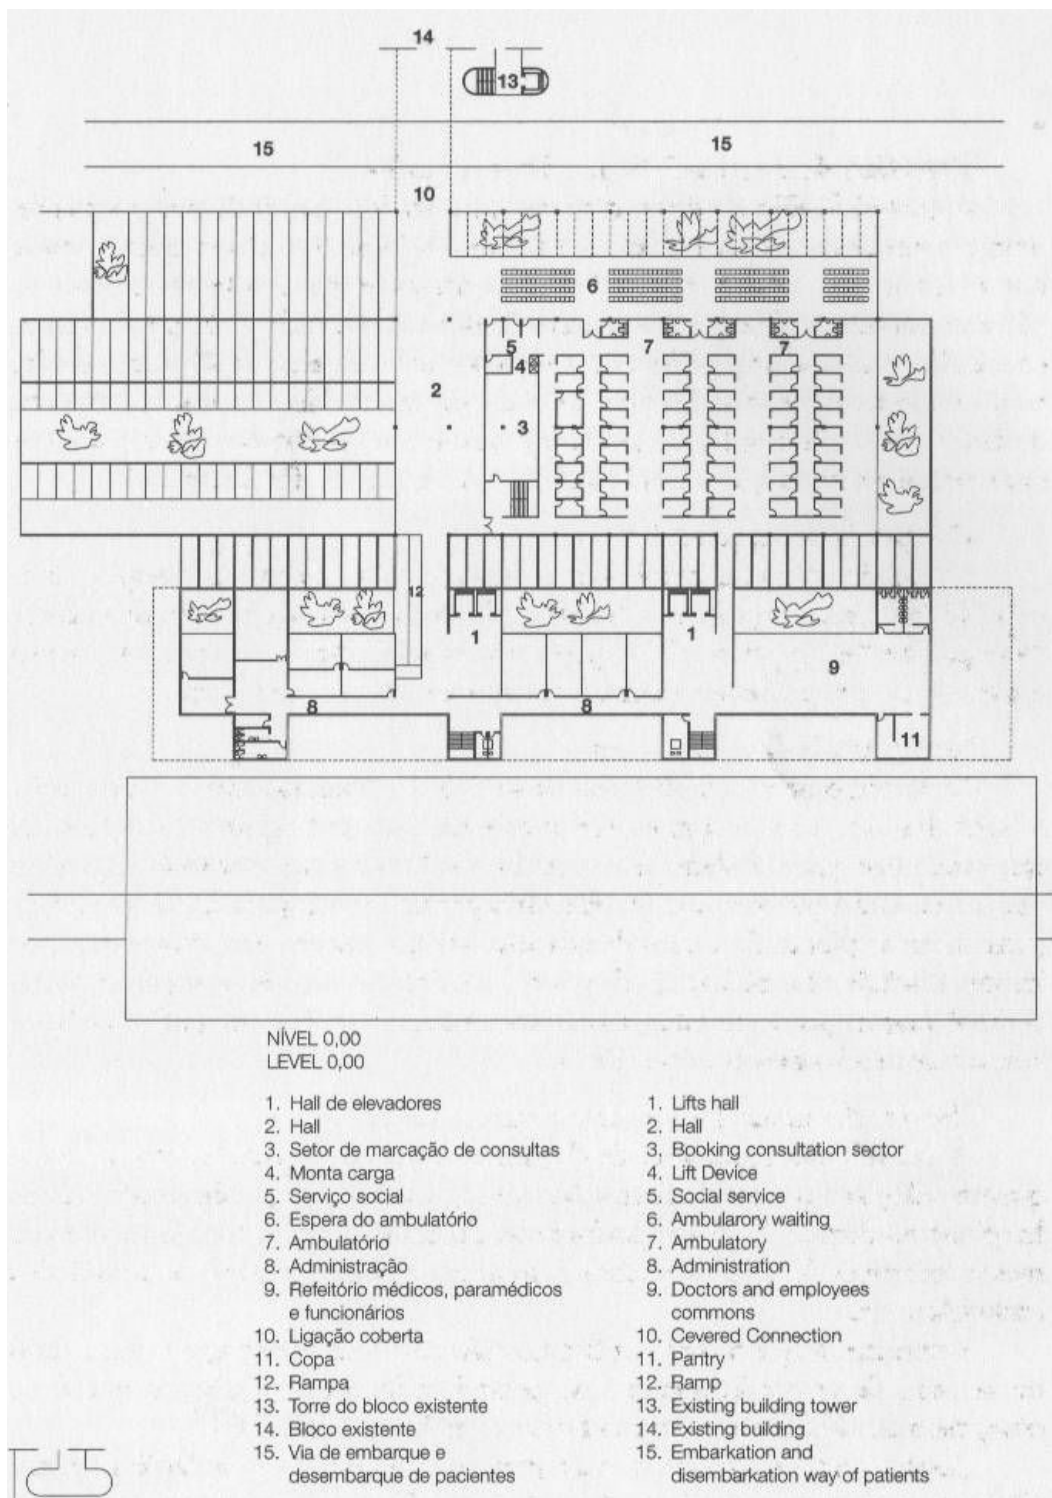 14
13
15
15
10
6
5
7
7
4
2
3
12
1
1
9
8
8
11
NÍVEL 0,00
LEVEL 0,00
1. Hall de elevadores
2. Hall
3. Setor de marcação de consultas
4. Monta carga
5. Serviço social
6. Espera do ambulatório
7. Ambulatório
8. Administração
9. Refeitório médicos, paramédicos
e funcionários
10. Ligação coberta
11. Copa
12. Rampa
13. Torre do bloco existente
14. Bloco existente
15. Via de embarque e
desembarque de pacientes
1. Lifts hall
2. Hall
3. Booking consultation sector
4. Lift Device
5. Social service
6. Ambularory waiting
7. Ambulatory
8. Administration
9. Doctors and employees
commons
10. Cevered Connection
11. Pantry
12. Ramp
13. Existing building tower
14. Existing building
15. Embarkation and
disembarkation way of patients